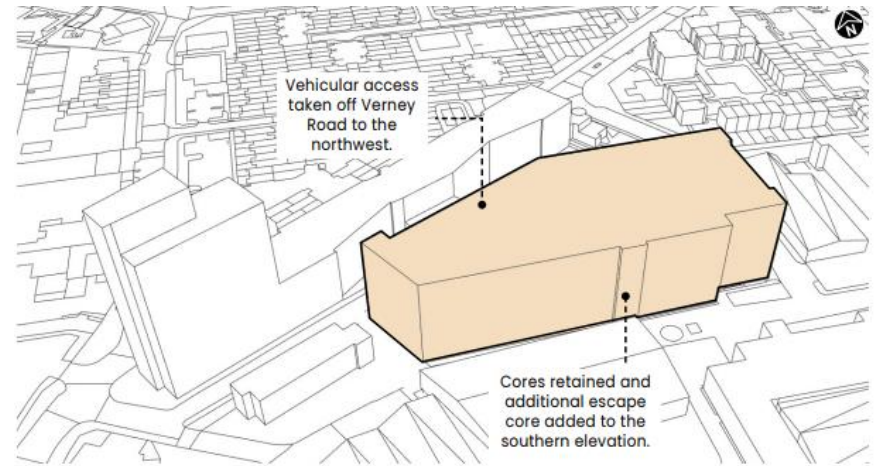 N
Vehicular access
taken off Verney
Road to the
northwest.
Cores retained and
additional escape
core added to the
southern elevation.